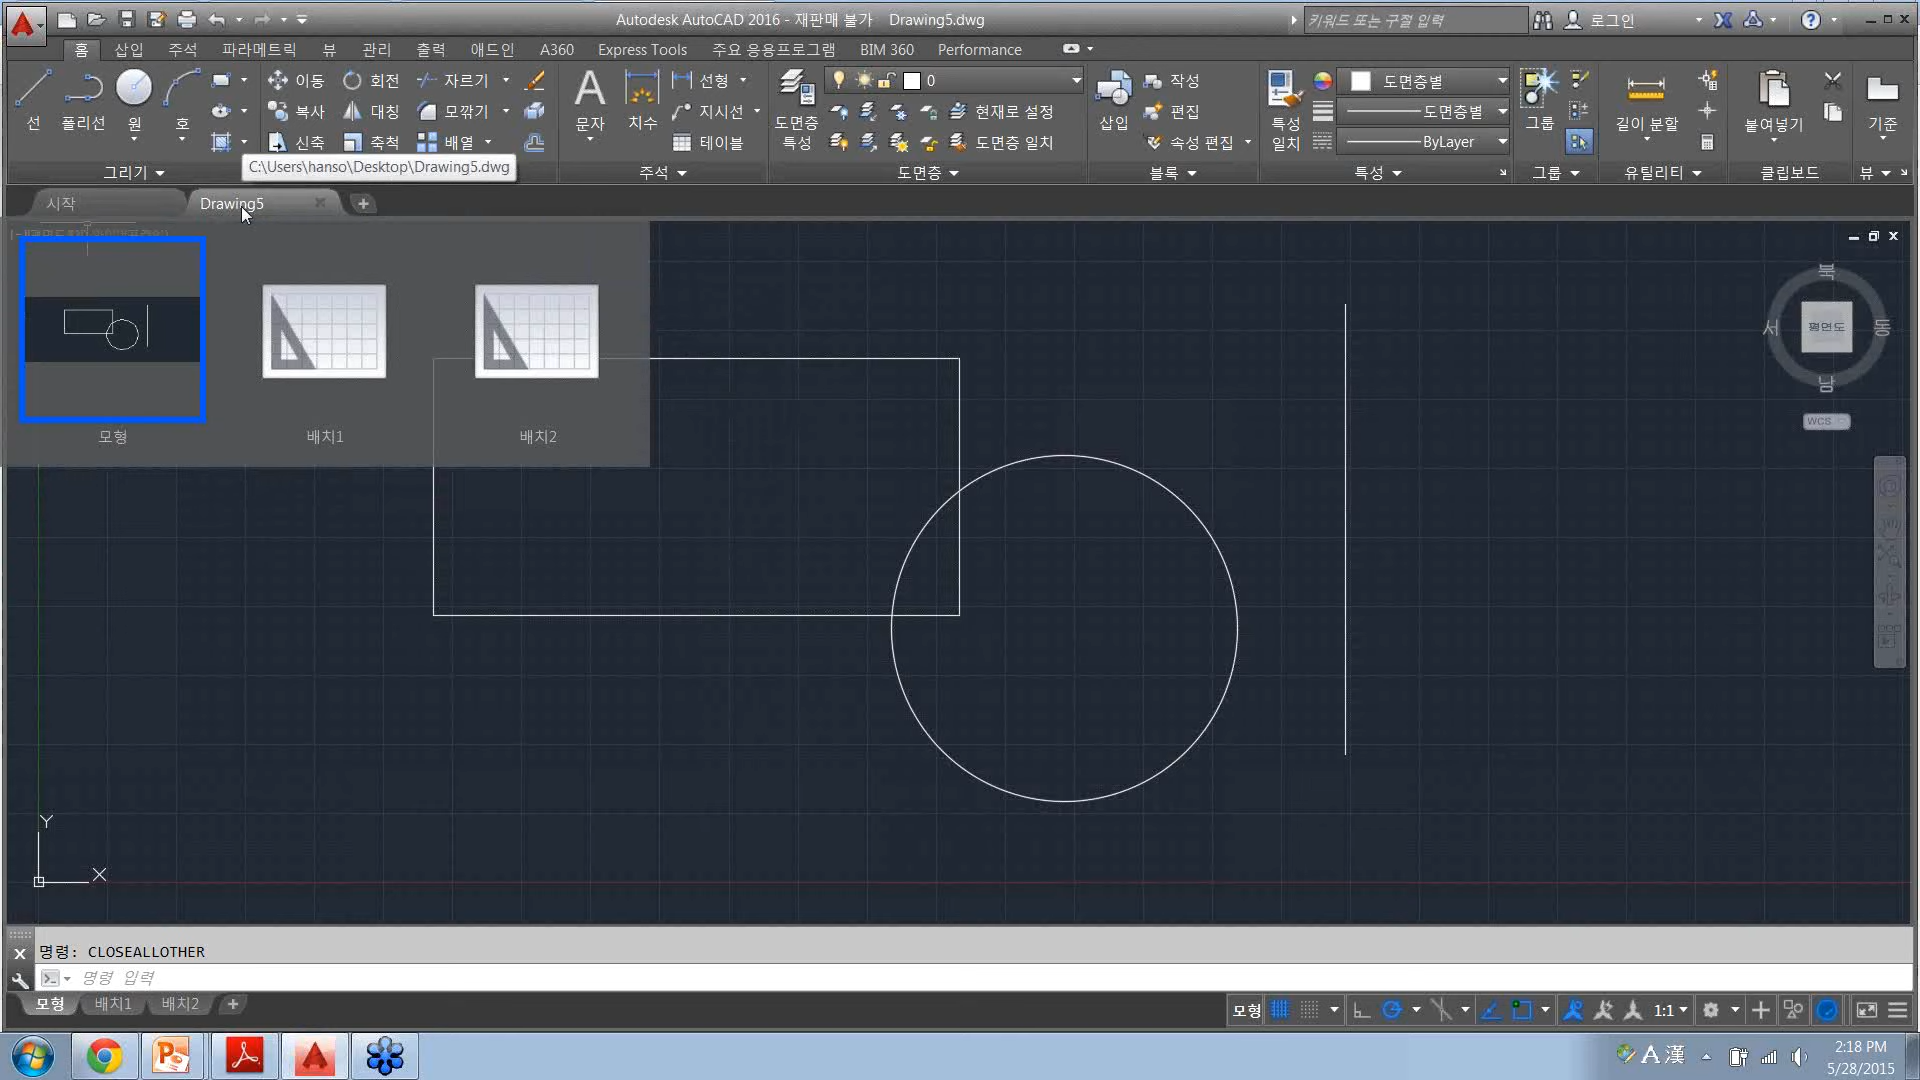 Autodesk AutoCAD 2016 - 재판매 불가 Drawing5.dwg
키워드 또는 구절 입력
로그인
홈 삽입 주석 파라메트릭 뷰 관리 출력 애드인 A360 Express Tools 주요 응용프로그램 BIM 360 Performance
이동 회전 자르기
선형
0
작성
도면층별
선 폴리선 원 호
복사 대칭 모깎기
문자 치수
지시선
도면층 특성
현재로 설정
삽입
편집
특성 일치
도면층별
그룹
길이 분할
붙여넣기
기준
신축 축척 배열
테이블
도면층 일치
속성 편집
ByLayer
그리기 주석 도면층 블록 특성 그룹 유틸리티 클립보드 뷰
C:\Users\hanso\Desktop\Drawing5.dwg
시작 Drawing5
북
서 평면도 동
남
WCS
모형 배치1 배치2
Y
X
명령: CLOSEALLOTHER
명령 입력
모형 배치1 배치2
모형 1:1
A 漢
2:18 PM
5/28/2015